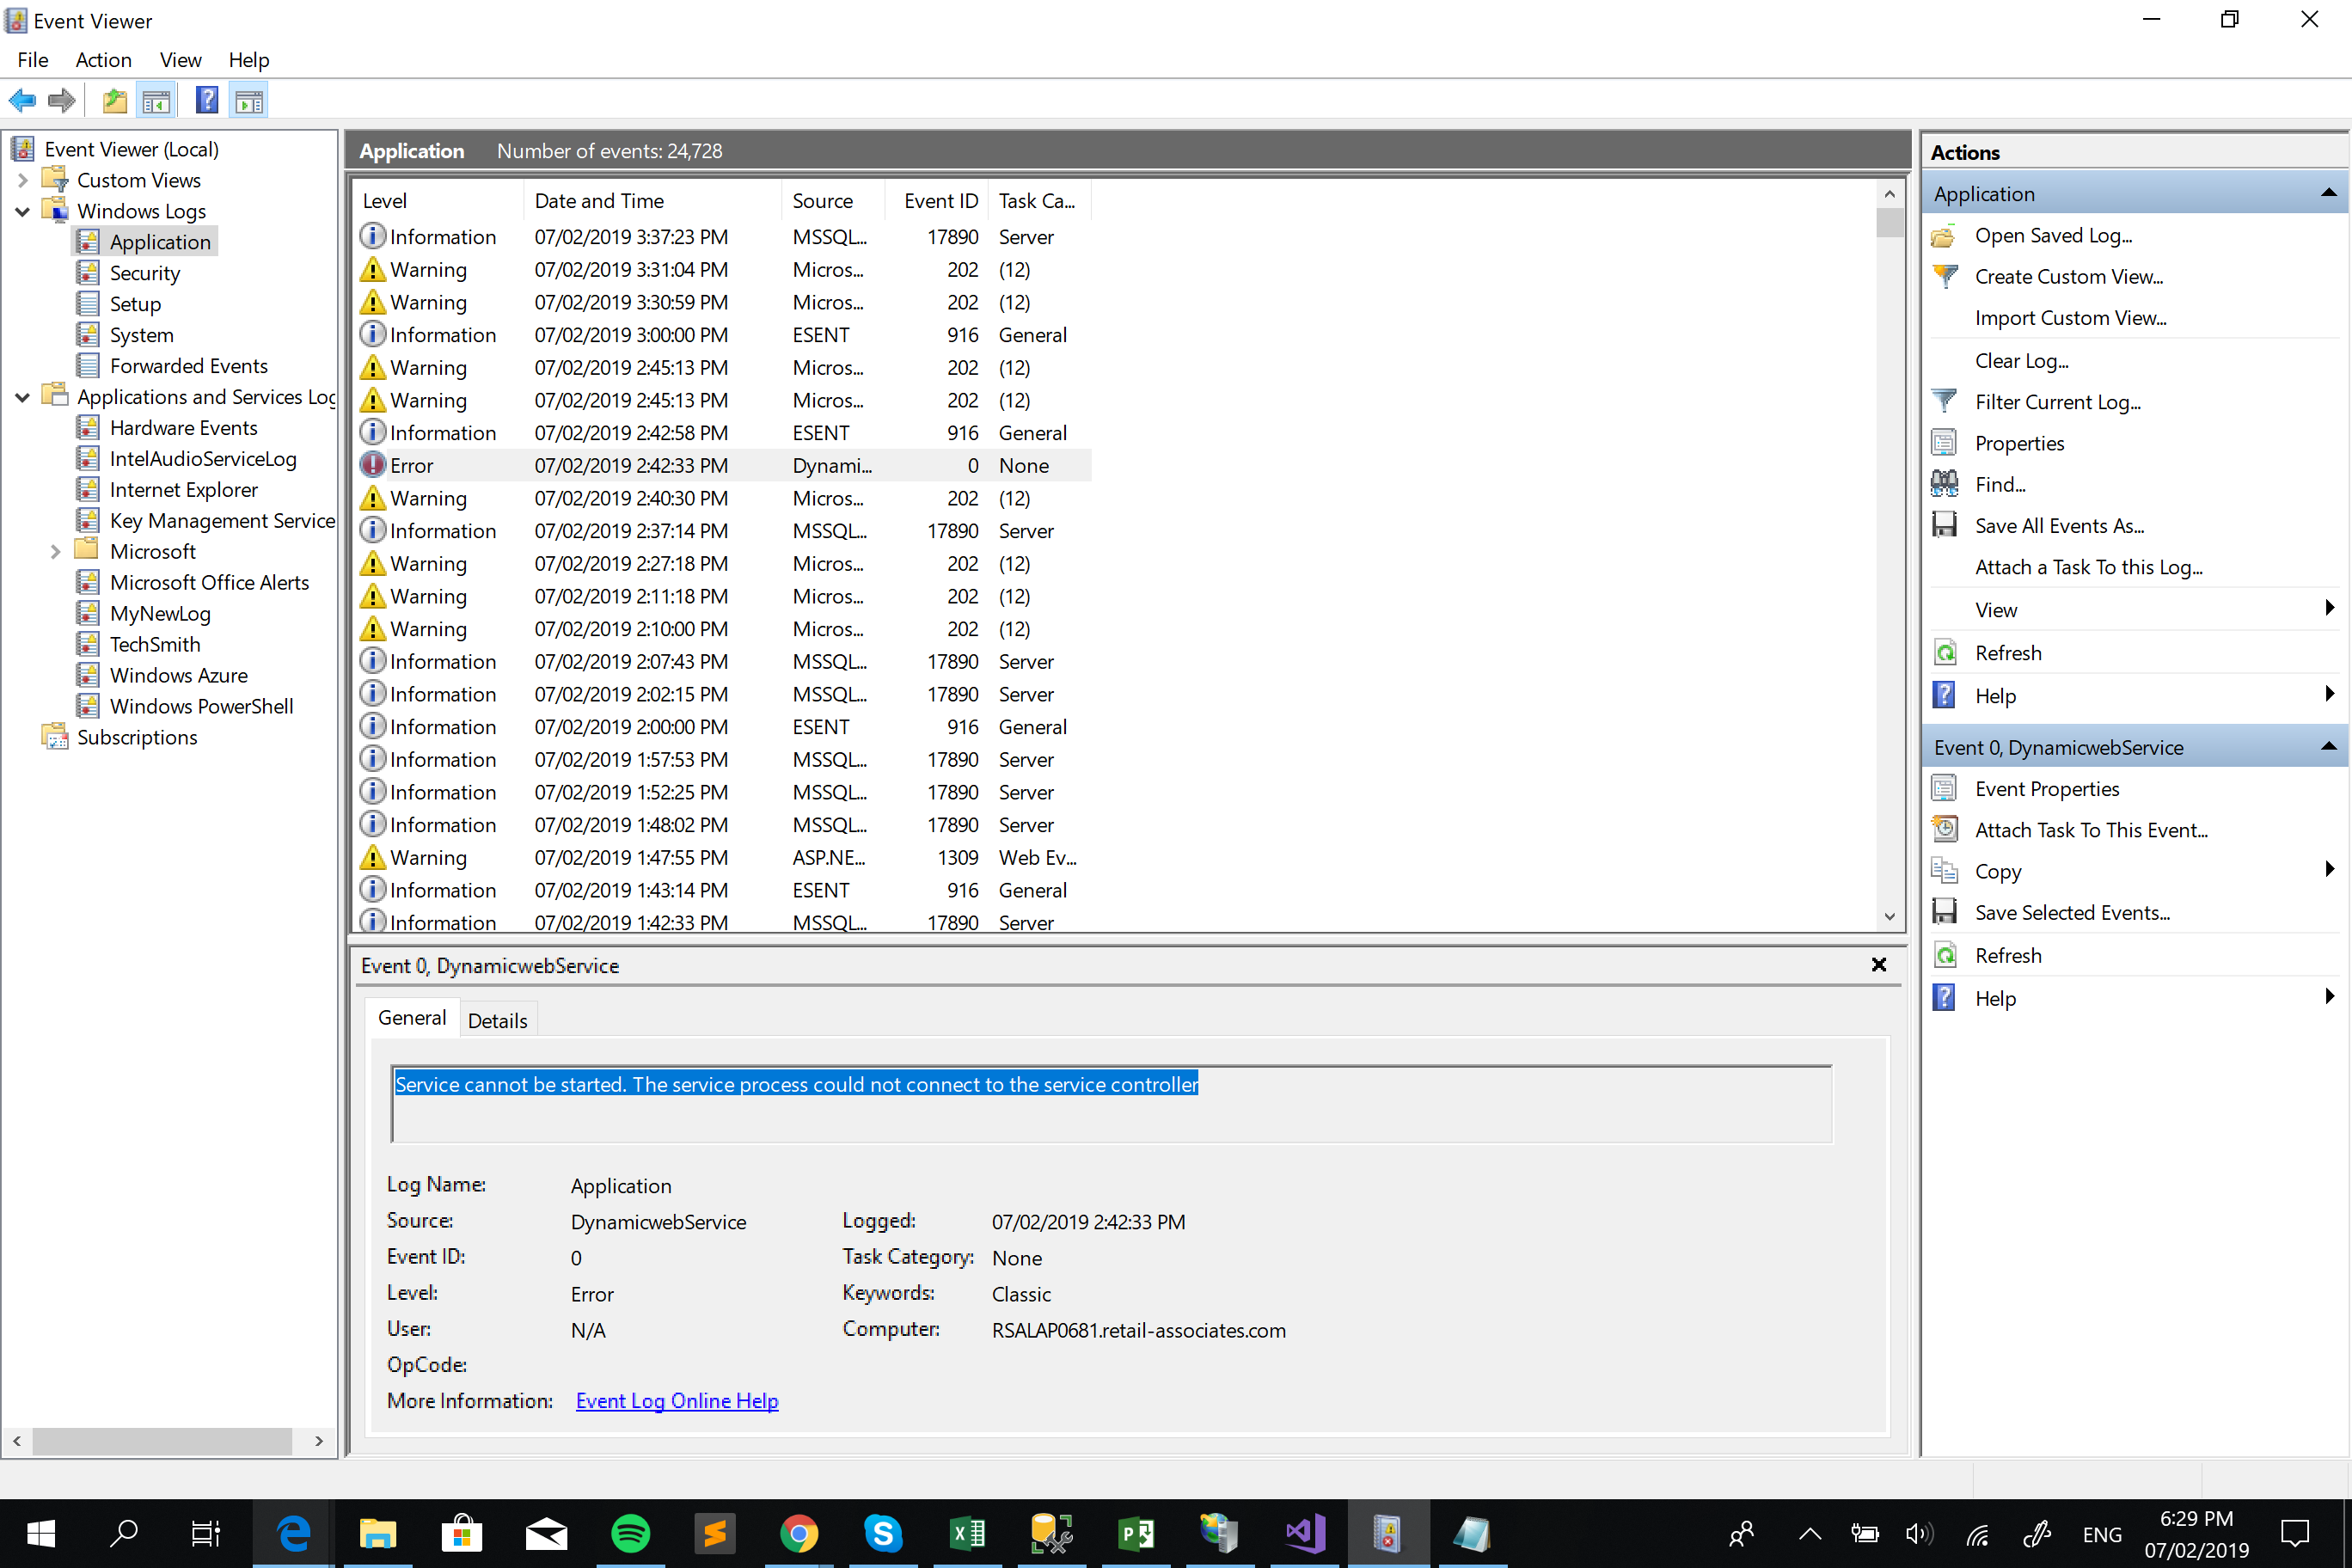 Event Viewer
File Action View Help
Event Viewer (Local)
Custom Views
Windows Logs
Application
Security
Setup
System
Forwarded Events
Applications and Services Log
Hardware Events
IntelAudioServiceLog
Internet Explorer
Key Management Service
Microsoft
Microsoft Office Alerts
MyNewLog
TechSmith
Windows Azure
Windows PowerShell
Subscriptions
Application Number of events: 24,728
Level Date and Time Source Event ID Task Ca...
Information 07/02/2019 3:37:23 PM MSSQL... 17890 Server
Warning 07/02/2019 3:31:04 PM Micros... 202 (12)
Warning 07/02/2019 3:30:59 PM Micros... 202 (12)
Information 07/02/2019 3:00:00 PM ESENT 916 General
Warning 07/02/2019 2:45:13 PM Micros... 202 (12)
Warning 07/02/2019 2:45:13 PM Micros... 202 (12)
Information 07/02/2019 2:42:58 PM ESENT 916 General
Error 07/02/2019 2:42:33 PM Dynami... 0 None
Warning 07/02/2019 2:40:30 PM Micros... 202 (12)
Information 07/02/2019 2:37:14 PM MSSQL... 17890 Server
Warning 07/02/2019 2:27:18 PM Micros... 202 (12)
Warning 07/02/2019 2:11:18 PM Micros... 202 (12)
Warning 07/02/2019 2:10:00 PM Micros... 202 (12)
Information 07/02/2019 2:07:43 PM MSSQL... 17890 Server
Information 07/02/2019 2:02:15 PM MSSQL... 17890 Server
Information 07/02/2019 2:00:00 PM ESENT 916 General
Information 07/02/2019 1:57:53 PM MSSQL... 17890 Server
Information 07/02/2019 1:52:25 PM MSSQL... 17890 Server
Information 07/02/2019 1:48:02 PM MSSQL... 17890 Server
Warning 07/02/2019 1:47:55 PM ASP.NE... 1309 Web Ev...
Information 07/02/2019 1:43:14 PM ESENT 916 General
Information 07/02/2019 1:42:33 PM MSSQL... 17890 Server
Event 0, DynamicwebService
General Details
Service cannot be started. The service process could not connect to the service controller
Log Name: Application
Source: DynamicwebService Logged: 07/02/2019 2:42:33 PM
Event ID: 0 Task Category: None
Level: Error Keywords: Classic
User: N/A Computer: RSALAP0681.retail-associates.com
OpCode:
More Information: Event Log Online Help
Actions
Application
Open Saved Log...
Create Custom View...
Import Custom View...
Clear Log...
Filter Current Log...
Properties
Find...
Save All Events As...
Attach a Task To this Log...
View
Refresh
Help
Event 0, DynamicwebService
Event Properties
Attach Task To This Event...
Copy
Save Selected Events...
Refresh
Help
ENG
6:29 PM
07/02/2019